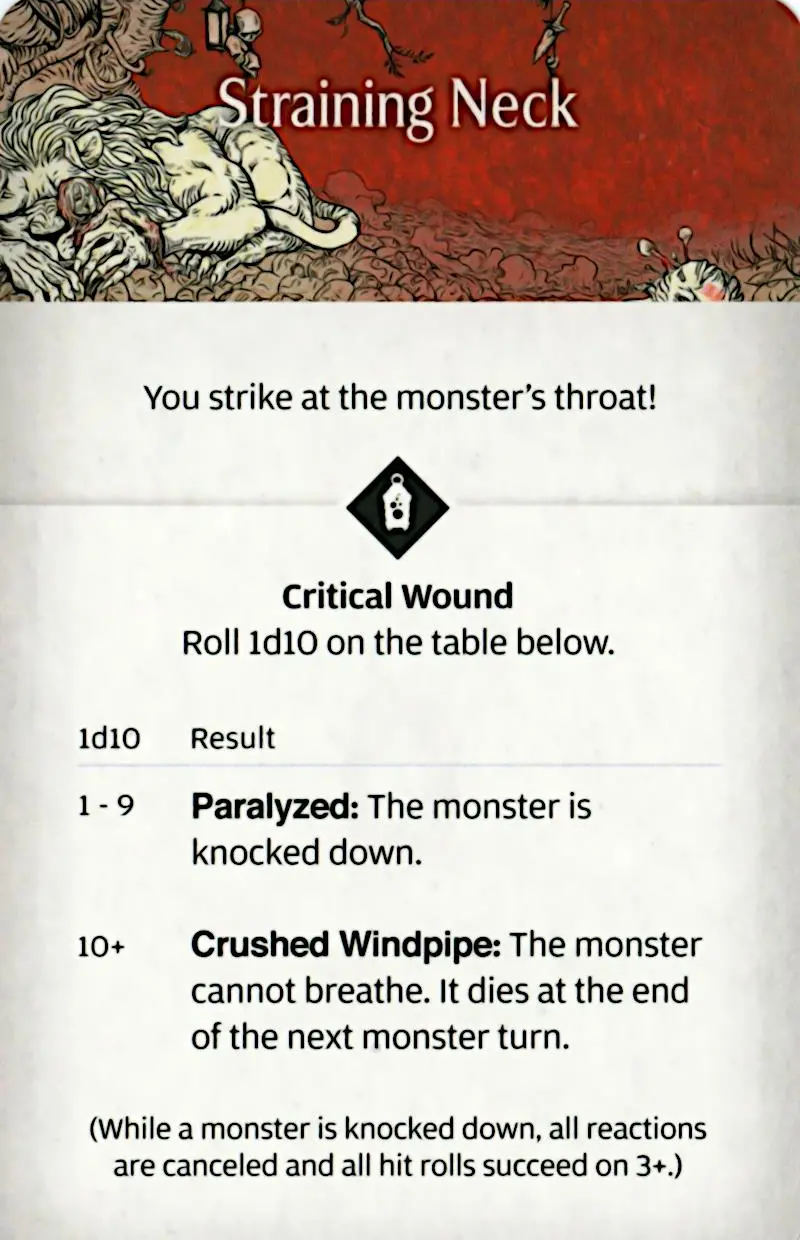 Straining Neck
You strike at the monster’s throat!
Critical Wound
Roll 1d10 on the table below.
1d10 Result
1 - 9 Paralyzed: The monster is
knocked down.
10+ Crushed Windpipe: The monster
cannot breathe. It dies at the end
of the next monster turn.
(While a monster is knocked down, all reactions
are canceled and all hit rolls succeed on 3+.)